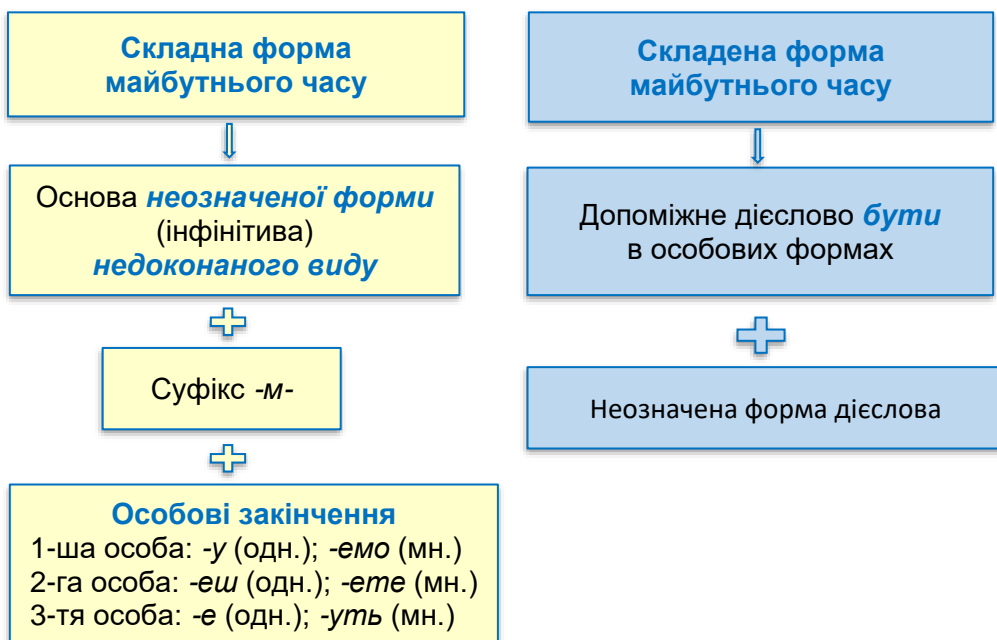 Складна форма
майбутнього часу
Основа неозначеної форми
(інфінітива)
недоконаного виду
Суфікс -м-
Особові закінчення
1-ша особа: -у (одн.); -емо (мн.)
2-га особа: -еш (одн.); -ете (мн.)
3-тя особа: -е (одн.); -уть (мн.)
Складена форма
майбутнього часу
Допоміжне дієслово бути
в особових формах
Неозначена форма дієслова